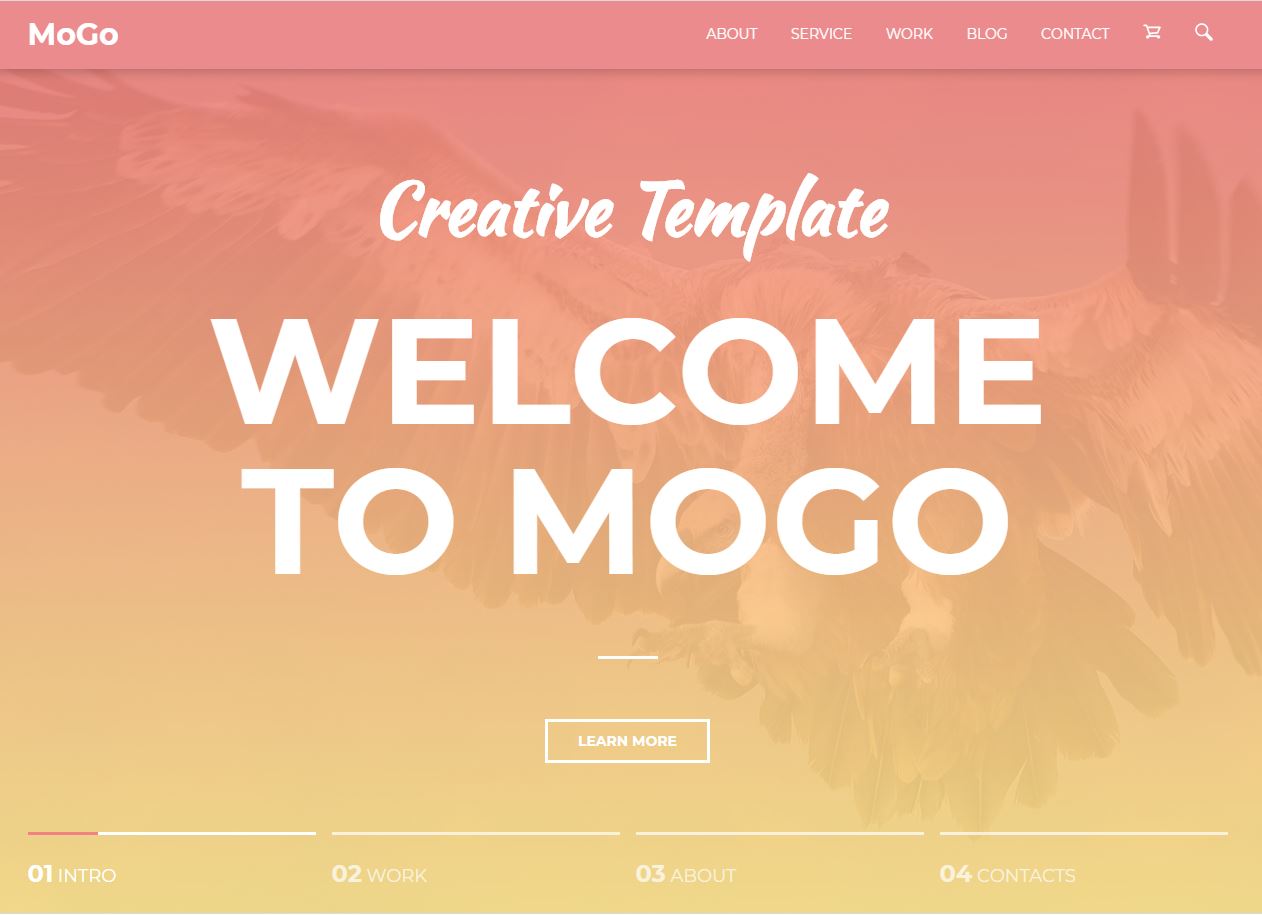 MoGo
ABOUT SERVICE WORK BLOG CONTACT
Creative Template
WELCOME
TO MOGO
LEARN MORE
01 INTRO
02 WORK
03 ABOUT
04 CONTACTS